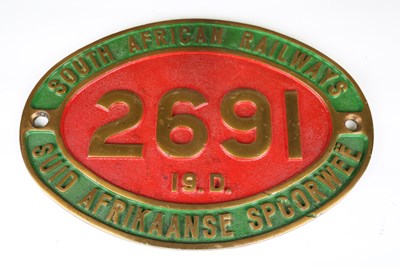 SOUTH AFRICAN RAILWAYS
2691
19.D.
SUID AFRIKAANSE SPOORWEË